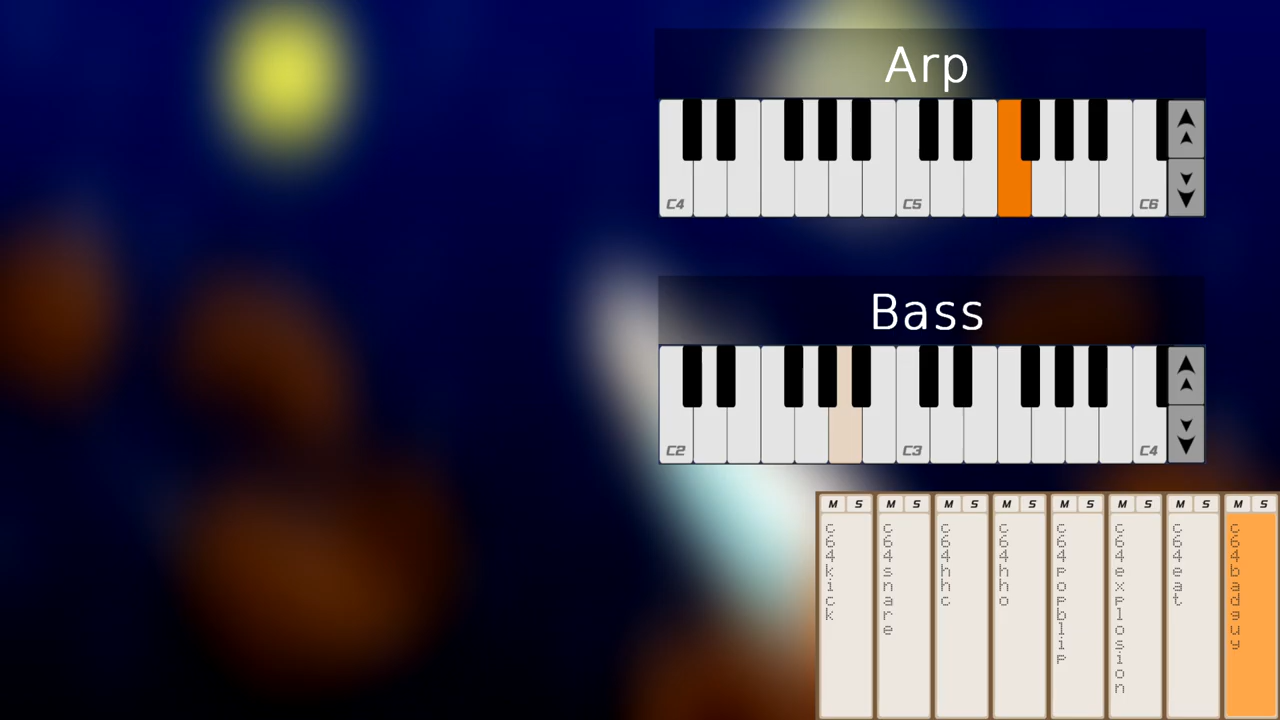 Arp
C4 C5 C6
Bass
C2 C3 C4
M S M S M S M S M S M S M S M S
c64kick
c64snare
c64hhc
c64hho
c64popblip
c64explosion
c64eat
c64badguy